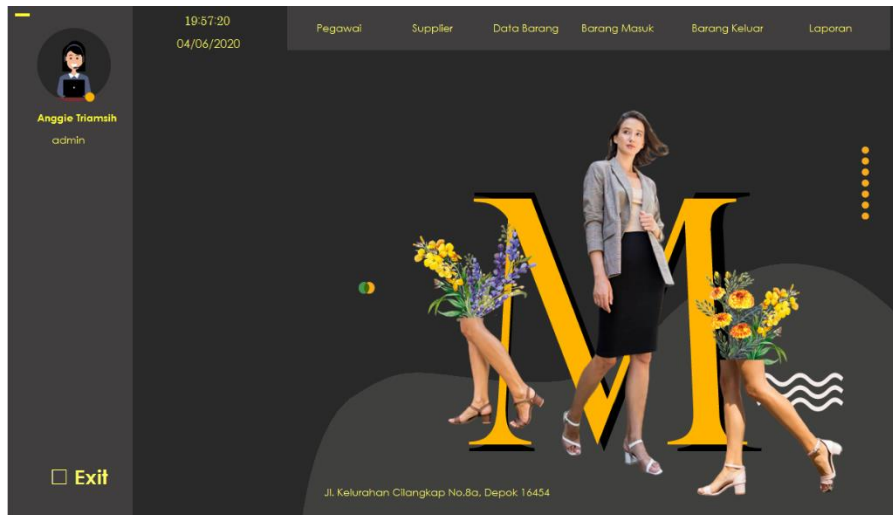 19:57:20
04/06/2020
Pegawai Supplier Data Barang Barang Masuk Barang Keluar Laporan
Anggie Triamsih
admin
M
Exit
Jl. Kelurahan Cilangkap No.8a, Depok 16454